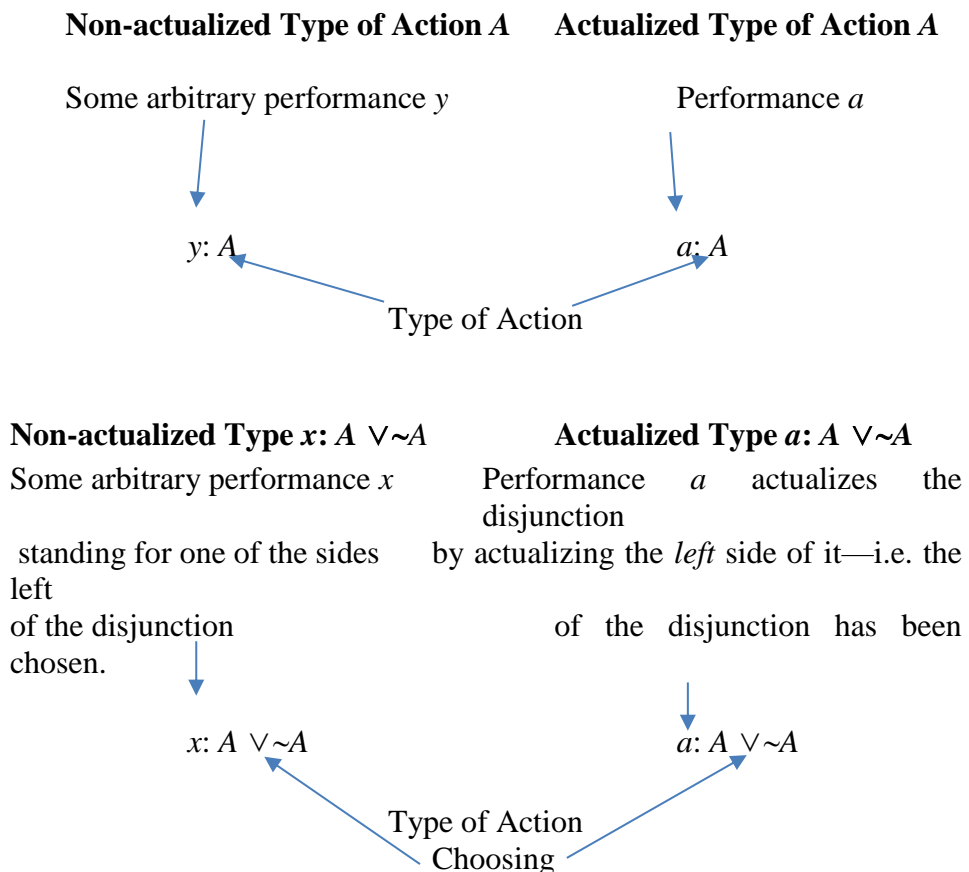 Non-actualized Type of Action A Actualized Type of Action A
Some arbitrary performance y Performance a
y: A a: A
Type of Action
Non-actualized Type x: A ∨~A Actualized Type a: A ∨~A
Some arbitrary performance x Performance a actualizes the
disjunction
standing for one of the sides by actualizing the left side of it—i.e. the
left
of the disjunction of the disjunction has been
chosen.
x: A ∨~A a: A ∨~A
Type of Action
Choosing